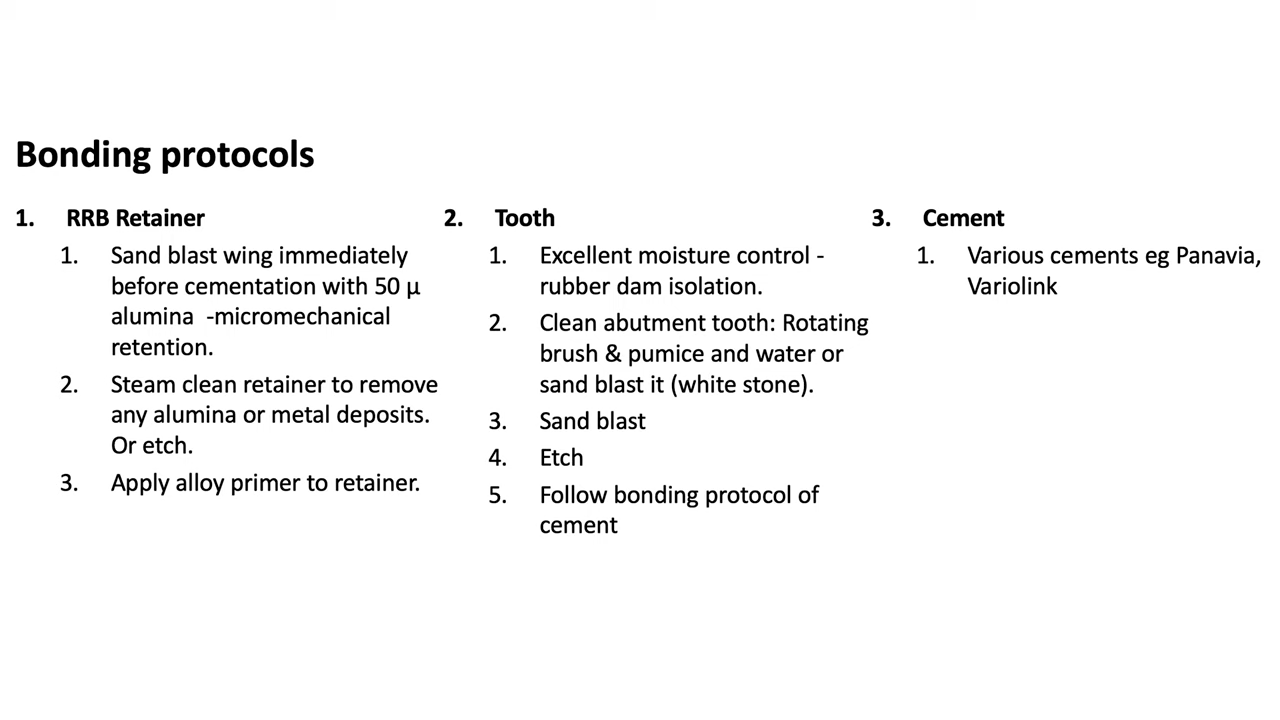 Bonding protocols
1. RRB Retainer
1. Sand blast wing immediately
before cementation with 50 µ
alumina  -micromechanical
retention.
2. Steam clean retainer to remove
any alumina or metal deposits.
Or etch.
3. Apply alloy primer to retainer.
2. Tooth
1. Excellent moisture control -
rubber dam isolation.
2. Clean abutment tooth: Rotating
brush & pumice and water or
sand blast it (white stone).
3. Sand blast
4. Etch
5. Follow bonding protocol of
cement
3. Cement
1. Various cements eg Panavia,
Variolink